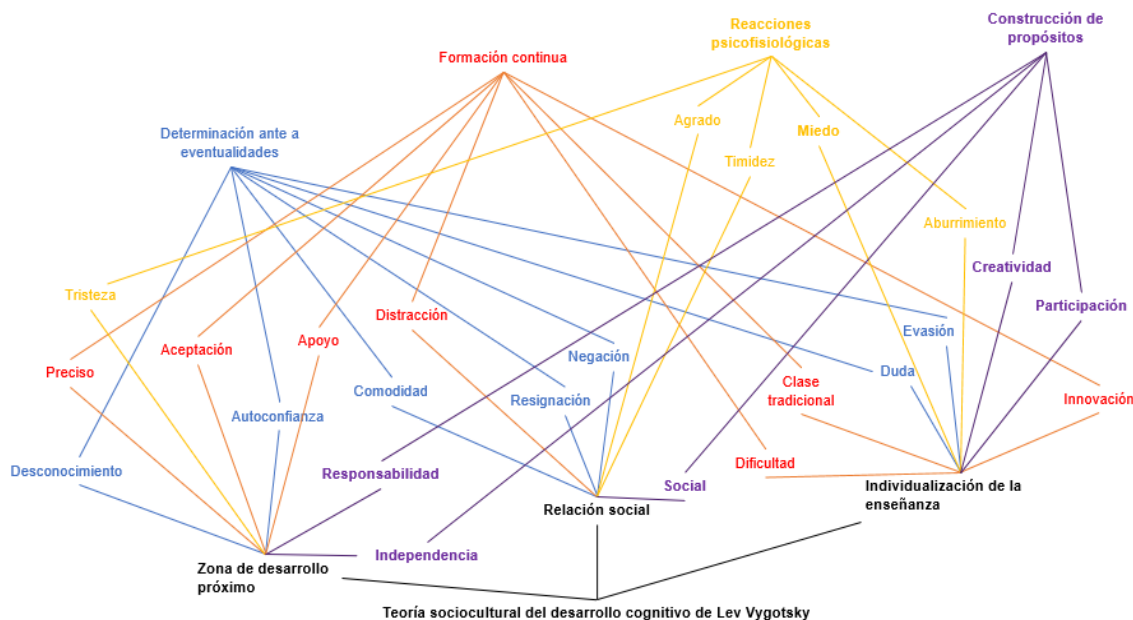 Construcción de
propósitos
Reacciones
psicofisiológicas
Formación continua
Agrado
Miedo
Determinación ante a
eventualidades
Timidez
Aburrimiento
Creatividad
Tristeza
Participación
Distracción
Evasión
Apoyo
Aceptación
Negación
Preciso
Duda
Clase
tradicional
Comodidad
Resignación
Innovación
Autoconfianza
Desconocimiento
Responsabilidad
Dificultad
Social
Individualización de la
enseñanza
Relación social
Independencia
Zona de desarrollo
próximo
Teoría sociocultural del desarrollo cognitivo de Lev Vygotsky